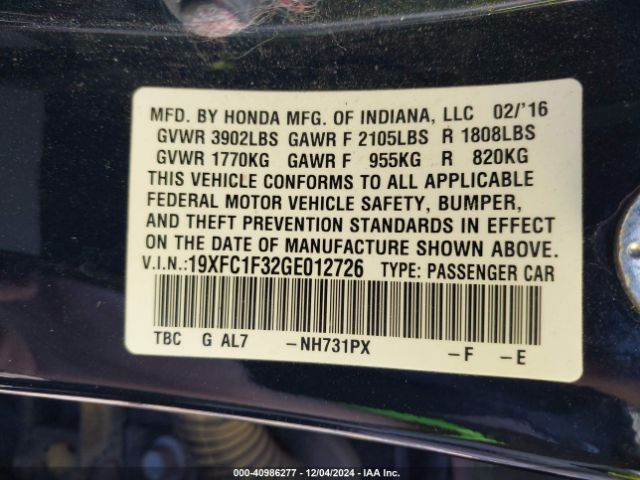 MFD. BY HONDA MFG. OF INDIANA, LLC 02/'16
GVWR 3902LBS GAWR F 2105LBS R 1808LBS
GVWR 1770KG GAWR F 955KG R 820KG
THIS VEHICLE CONFORMS TO ALL APPLICABLE
FEDERAL MOTOR VEHICLE SAFETY, BUMPER,
AND THEFT PREVENTION STANDARDS IN EFFECT
ON THE DATE OF MANUFACTURE SHOWN ABOVE.
V.I.N.:19XFC1F32GE012726 TYPE: PASSENGER CAR
TBC G AL7 –NH731PX –F –E
000-40986277 - 12/04/2024 - IAA Inc.